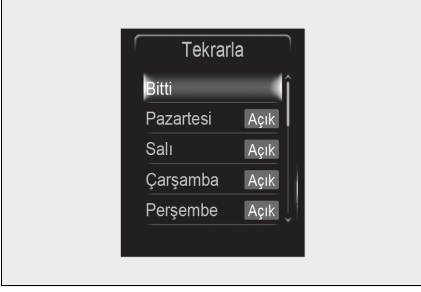 Tekrarla
Bitti
Pazartesi Açık
Salı Açık
Çarşamba Açık
Perşembe Açık